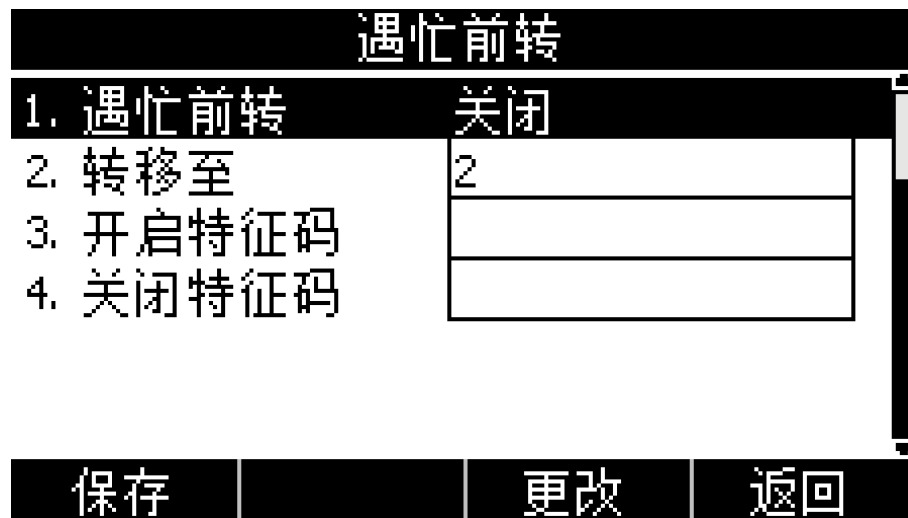 遇忙前转
1. 遇忙前转 关闭
2. 转移至 2
3. 开启特征码
4. 关闭特征码
保存 更改 返回